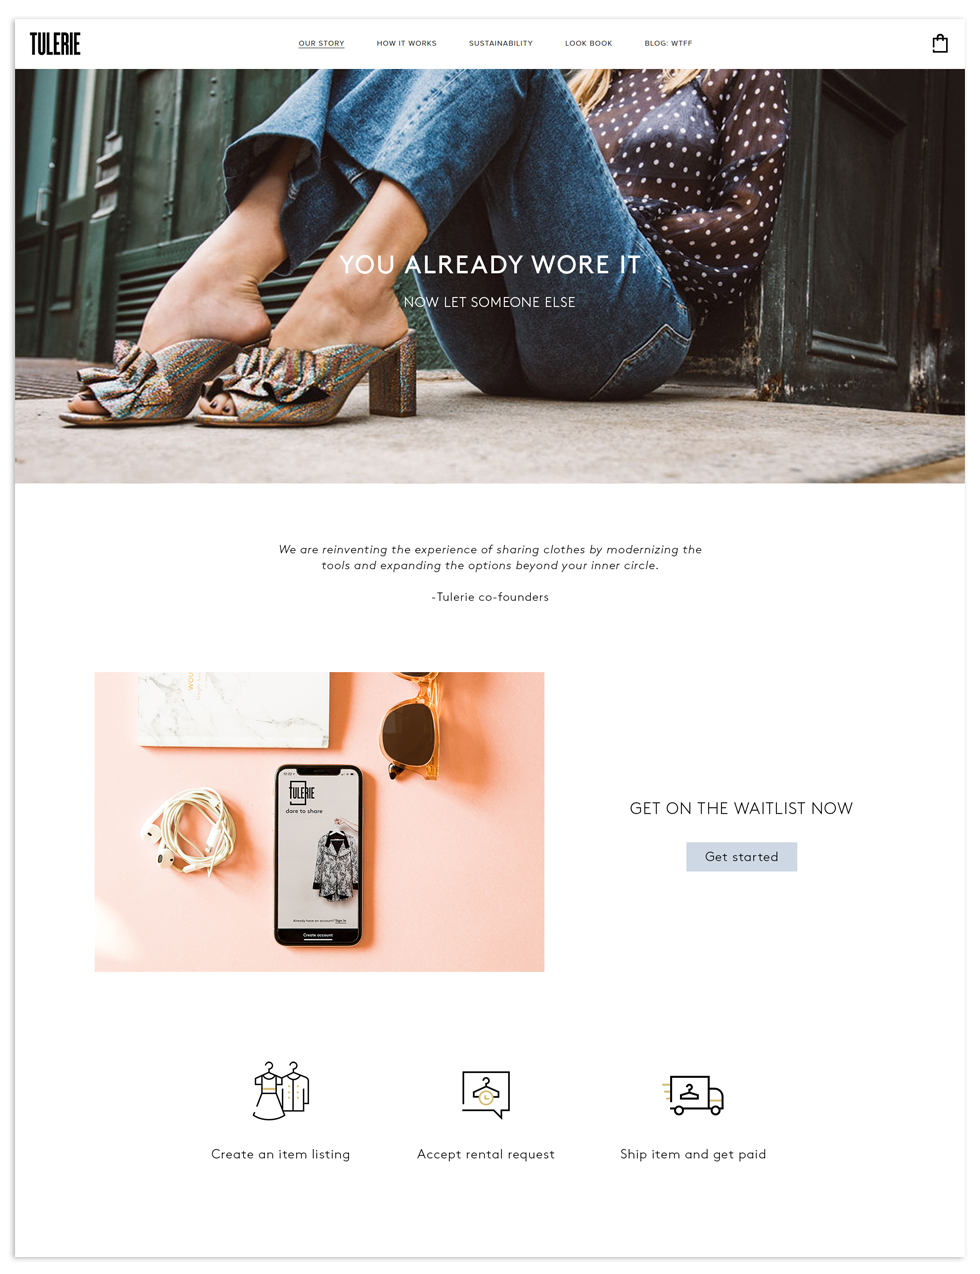 TULERIE
OUR STORY
HOW IT WORKS
SUSTAINABILITY
LOOK BOOK
BLOG: WTFF
YOU ALREADY WORE IT
NOW LET SOMEONE ELSE
We are reinventing the experience of sharing clothes by modernizing the
tools and expanding the options beyond your inner circle.
-Tulerie co-founders
TULERIE
dare to share
Already have an account? Sign in
Create account
GET ON THE WAITLIST NOW
Get started
Create an item listing
Accept rental request
Ship item and get paid